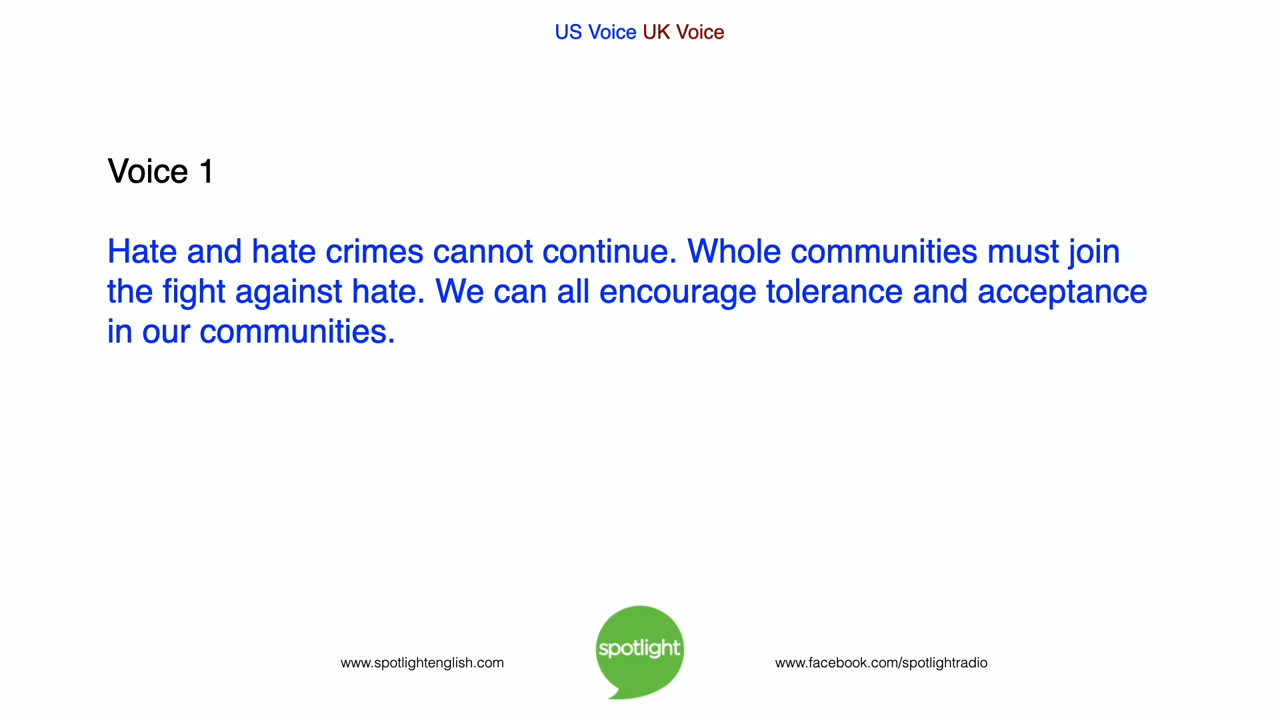 US Voice UK Voice
Voice 1
Hate and hate crimes cannot continue. Whole communities must join
the fight against hate. We can all encourage tolerance and acceptance
in our communities.
spotlight
www.spotlightenglish.com
www.facebook.com/spotlightradio